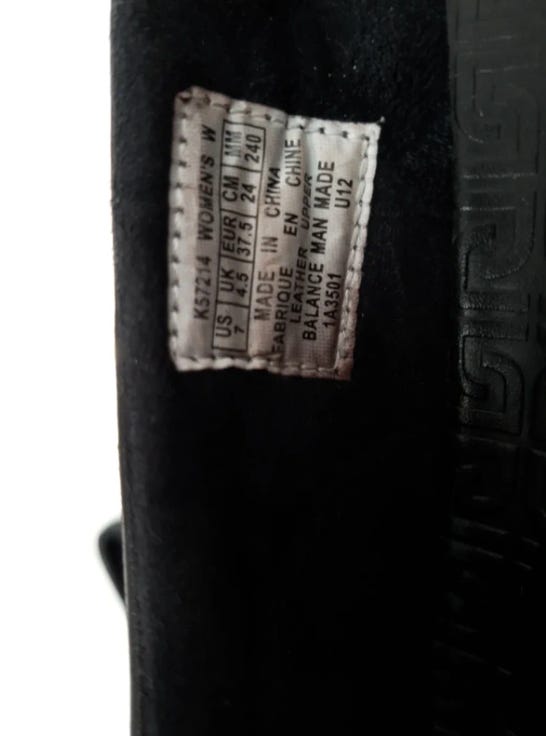 K57214 WOMEN'S W
US UK EUR CM MM
7 4.5 37.5 24 240
MADE IN CHINA
FABRIQUE EN CHINE
LEATHER UPPER
BALANCE MAN MADE
1A3501 U12